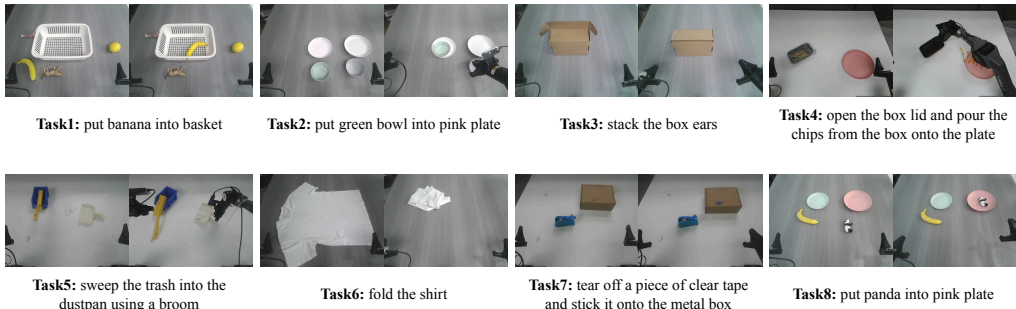 Task1: put banana into basket
Task2: put green bowl into pink plate
Task3: stack the box ears
Task4: open the box lid and pour the
chips from the box onto the plate
Task5: sweep the trash into the
dustpan using a broom
Task6: fold the shirt
Task7: tear off a piece of clear tape
and stick it onto the metal box
Task8: put panda into pink plate